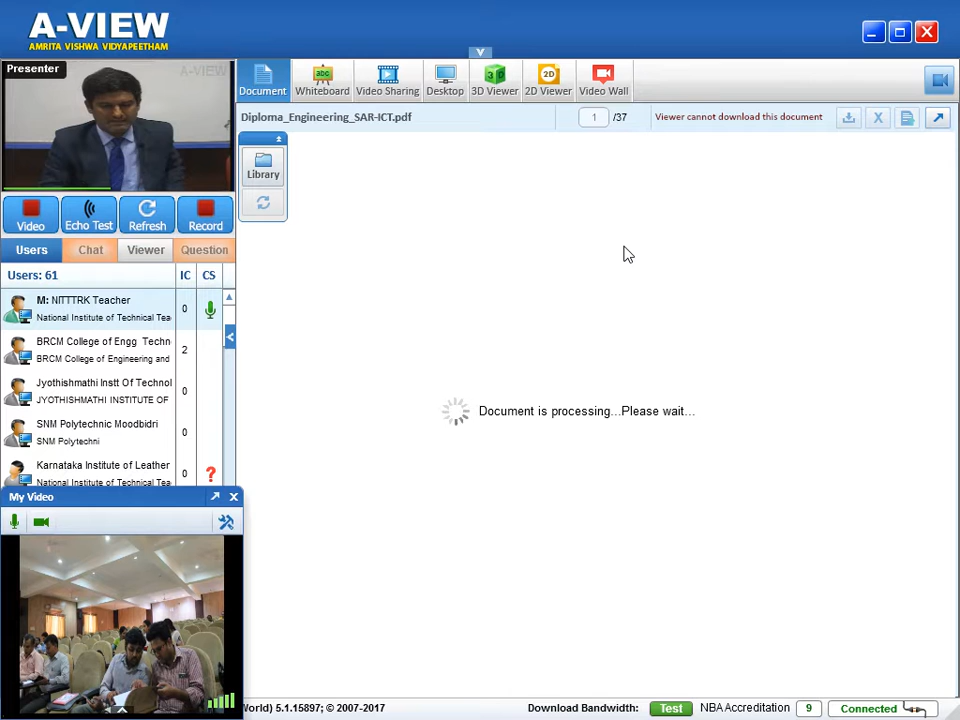 A-VIEW
AMRITA VISHWA VIDYAPEETHAM
Presenter
A-VIEW
Document
abc
Whiteboard
Video Sharing
Desktop
3D
3D Viewer
2D
2D Viewer
Video Wall
Diploma_Engineering_SAR-ICT.pdf
1 /37
Viewer cannot download this document
Library
Video
Echo Test
Refresh
Record
Users
Chat
Viewer
Question
Users: 61
IC
CS
M: NITTTRK Teacher
National Institute of Technical Tea
0
BRCM College of Engg Techn
BRCM College of Engineering and
2
Jyothishmathi Instt Of Technol
JYOTHISHMATHI INSTITUTE OF
0
SNM Polytechnic Moodbidri
SNM Polytechni
0
Karnataka Institute of Leather
National Institute of Technical Tea
0 ?
Document is processing...Please wait...
My Video
World) 5.1.15897; © 2007-2017
Download Bandwidth:
Test
NBA Accreditation
9
Connected